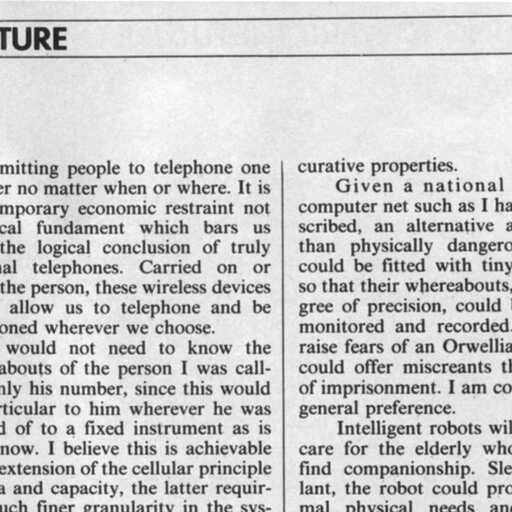 TURE
mitting people to telephone one
er no matter when or where. It is
mporary economic restraint not
cal fundament which bars us
the logical conclusion of truly
nal telephones. Carried on or
the person, these wireless devices
allow us to telephone and be
oned wherever we choose.
would not need to know the
abouts of the person I was call-
nly his number, since this would
rticular to him wherever he was
d of to a fixed instrument as is
now. I believe this is achievable
extension of the cellular principle
a and capacity, the latter requir-
uch finer granularity in the sys-
curative properties.
Given a national
computer net such as I ha
scribed, an alternative a
than physically dangero
could be fitted with tiny
so that their whereabouts,
gree of precision, could b
monitored and recorded.
raise fears of an Orwellia
could offer miscreants th
of imprisonment. I am co
general preference.
Intelligent robots wil
care for the elderly who
find companionship. Sle
lant, the robot could pro
mal physical needs and